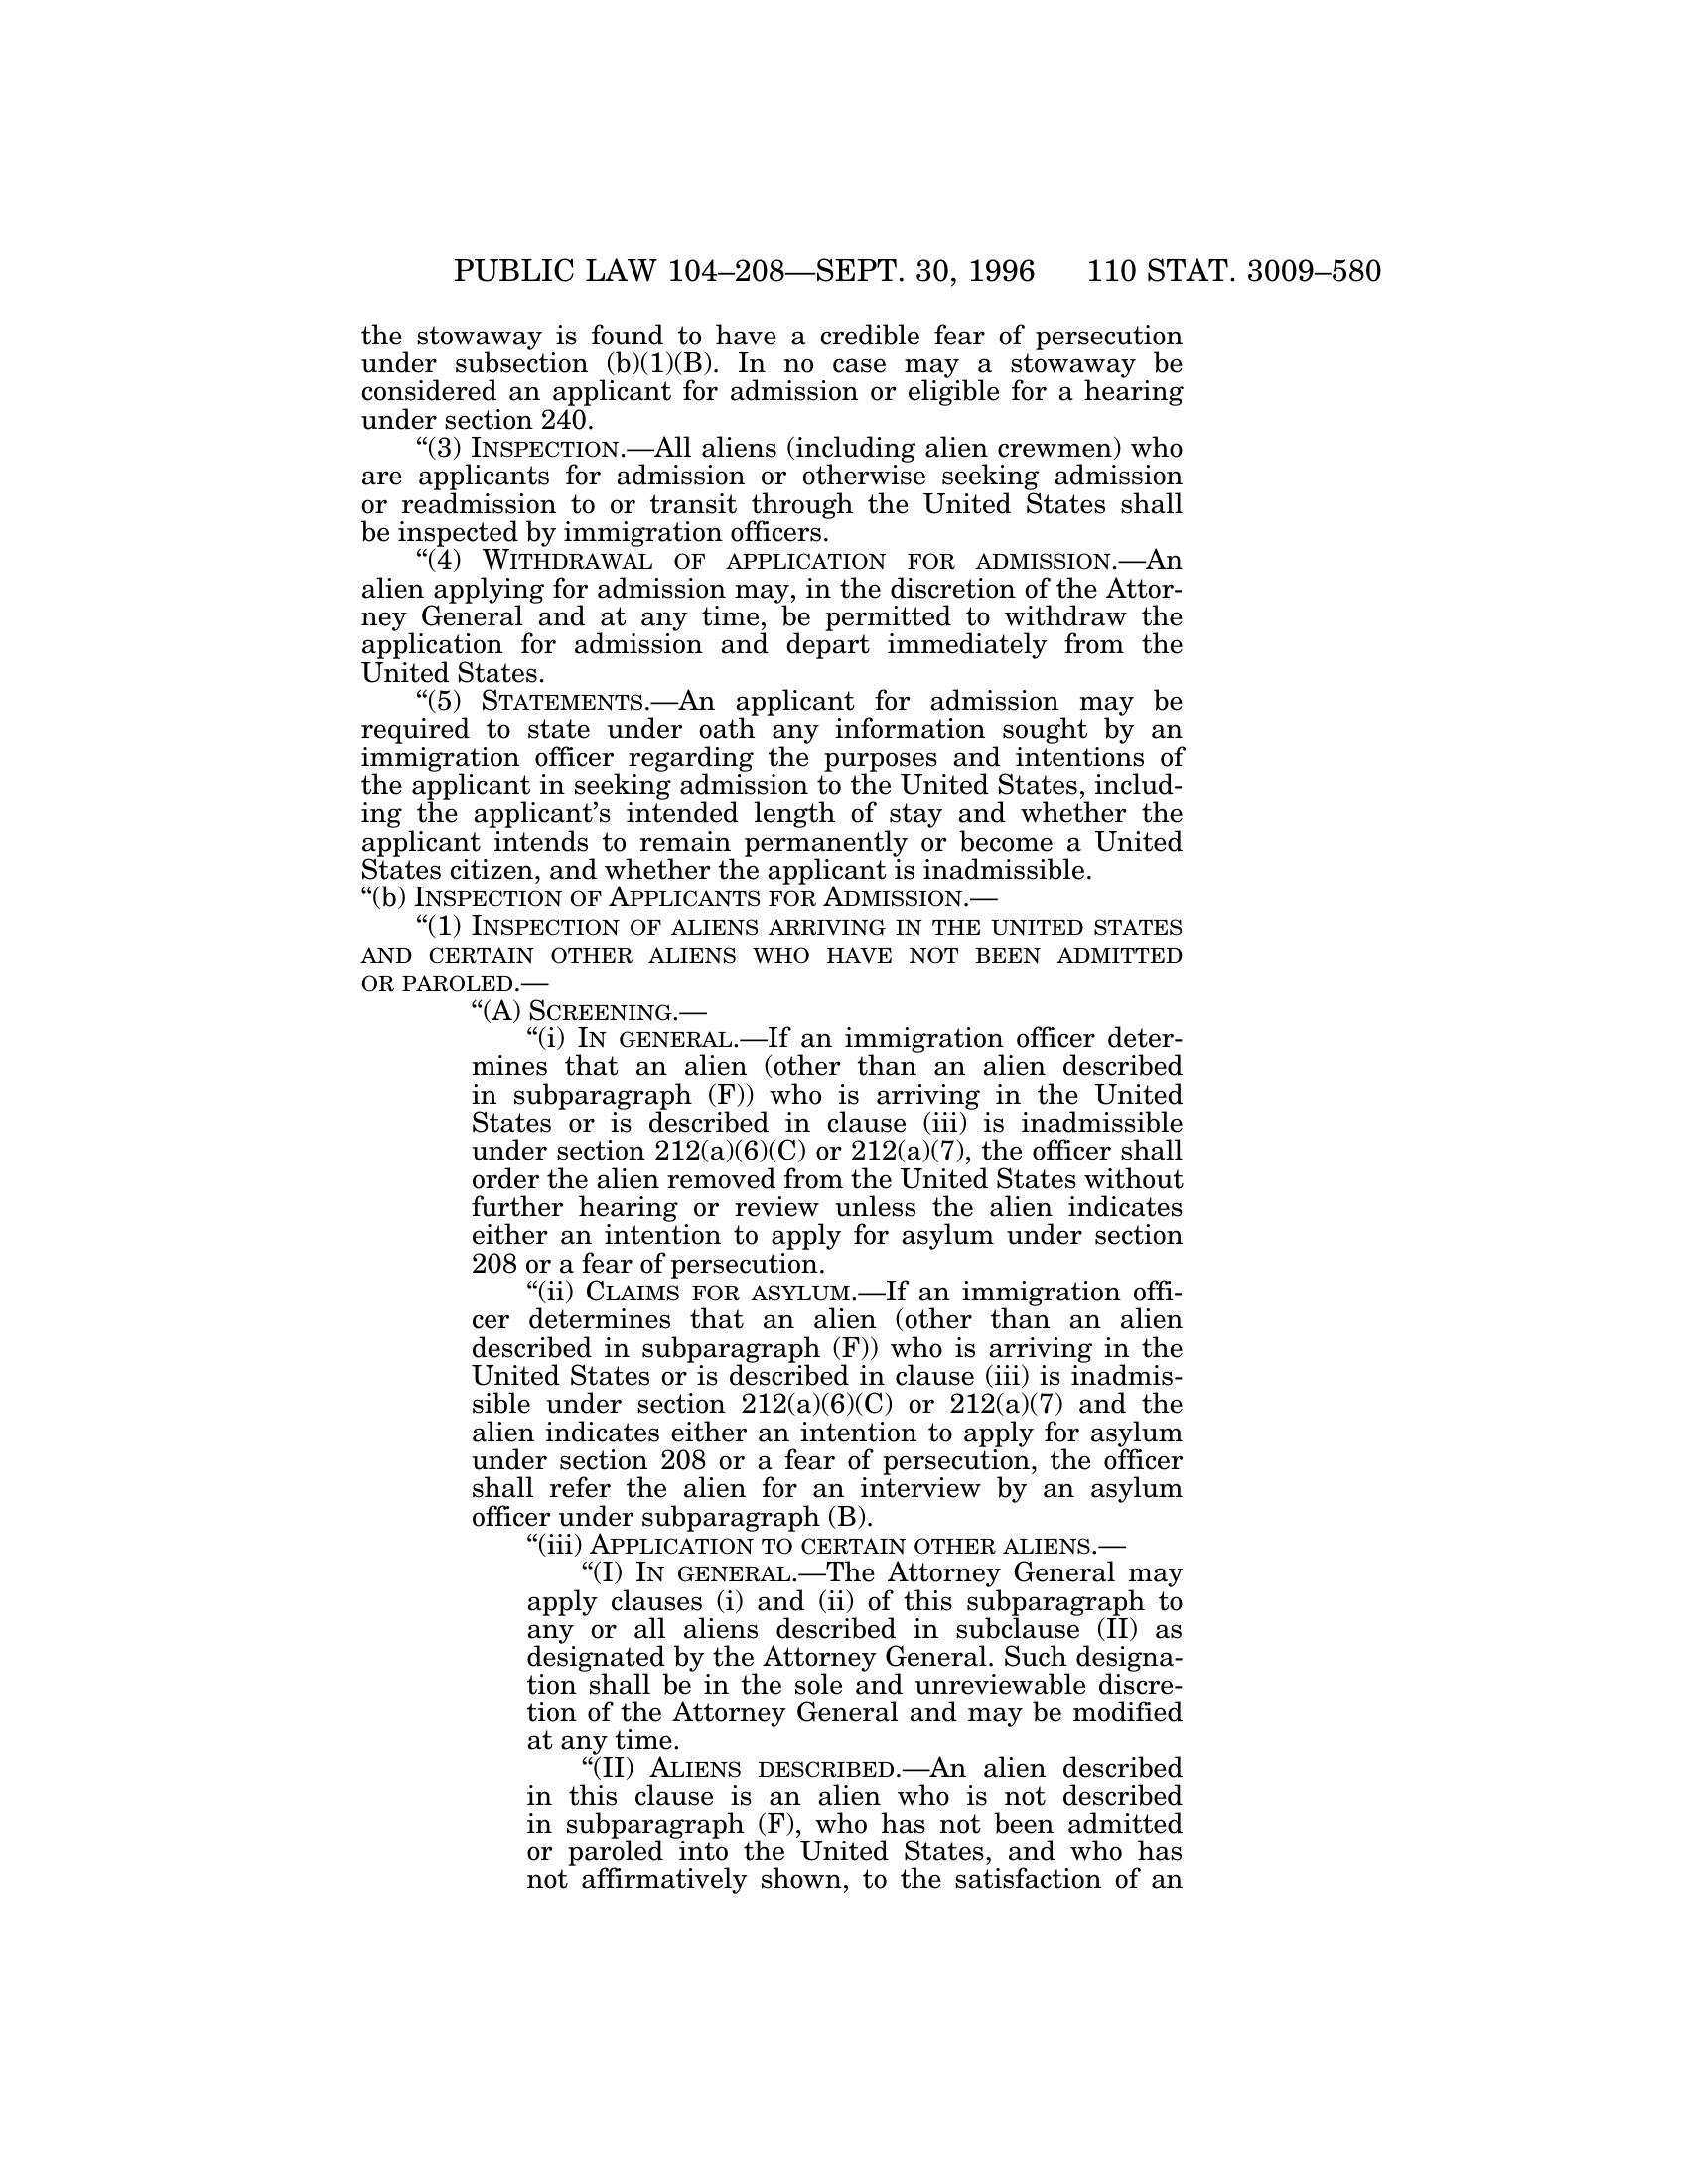 PUBLIC LAW 104–208—SEPT. 30, 1996 110 STAT. 3009–580
the stowaway is found to have a credible fear of persecution
under subsection (b)(1)(B). In no case may a stowaway be
considered an applicant for admission or eligible for a hearing
under section 240.
“(3) INSPECTION.—All aliens (including alien crewmen) who
are applicants for admission or otherwise seeking admission
or readmission to or transit through the United States shall
be inspected by immigration officers.
“(4) WITHDRAWAL OF APPLICATION FOR ADMISSION.—An
alien applying for admission may, in the discretion of the Attor-
ney General and at any time, be permitted to withdraw the
application for admission and depart immediately from the
United States.
“(5) STATEMENTS.—An applicant for admission may be
required to state under oath any information sought by an
immigration officer regarding the purposes and intentions of
the applicant in seeking admission to the United States, includ-
ing the applicant’s intended length of stay and whether the
applicant intends to remain permanently or become a United
States citizen, and whether the applicant is inadmissible.
“(b) INSPECTION OF APPLICANTS FOR ADMISSION.—
“(1) INSPECTION OF ALIENS ARRIVING IN THE UNITED STATES
AND CERTAIN OTHER ALIENS WHO HAVE NOT BEEN ADMITTED
OR PAROLED.—
“(A) SCREENING.—
“(i) IN GENERAL.—If an immigration officer deter-
mines that an alien (other than an alien described
in subparagraph (F)) who is arriving in the United
States or is described in clause (iii) is inadmissible
under section 212(a)(6)(C) or 212(a)(7), the officer shall
order the alien removed from the United States without
further hearing or review unless the alien indicates
either an intention to apply for asylum under section
208 or a fear of persecution.
“(ii) CLAIMS FOR ASYLUM.—If an immigration offi-
cer determines that an alien (other than an alien
described in subparagraph (F)) who is arriving in the
United States or is described in clause (iii) is inadmis-
sible under section 212(a)(6)(C) or 212(a)(7) and the
alien indicates either an intention to apply for asylum
under section 208 or a fear of persecution, the officer
shall refer the alien for an interview by an asylum
officer under subparagraph (B).
“(iii) APPLICATION TO CERTAIN OTHER ALIENS.—
“(I) IN GENERAL.—The Attorney General may
apply clauses (i) and (ii) of this subparagraph to
any or all aliens described in subclause (II) as
designated by the Attorney General. Such designa-
tion shall be in the sole and unreviewable discre-
tion of the Attorney General and may be modified
at any time.
“(II) ALIENS DESCRIBED.—An alien described
in this clause is an alien who is not described
in subparagraph (F), who has not been admitted
or paroled into the United States, and who has
not affirmatively shown, to the satisfaction of an